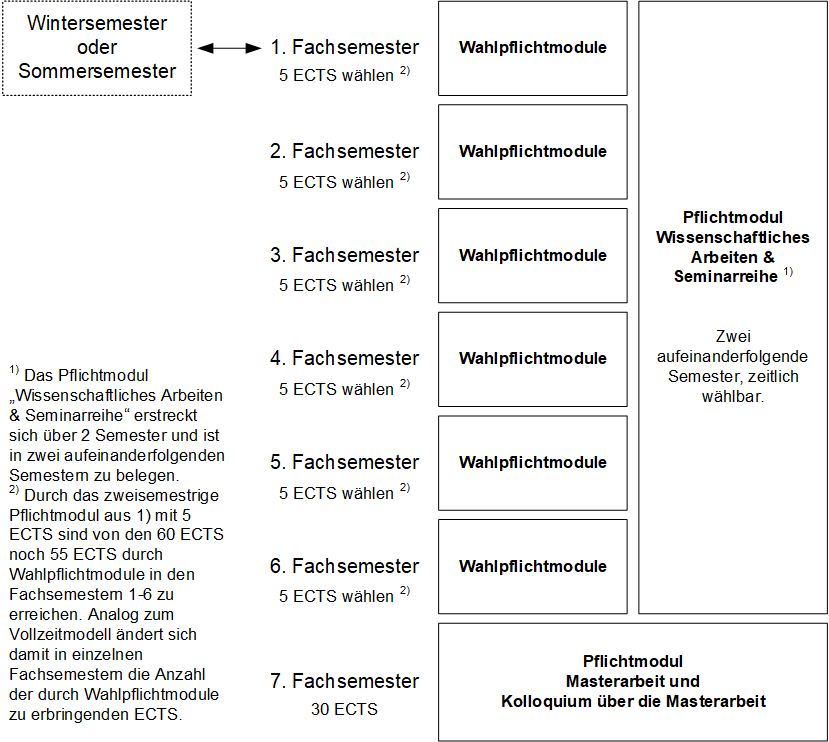 Wintersemester
oder
Sommersemester
1. Fachsemester
5 ECTS wählen 2)
Wahlpflichtmodule
2. Fachsemester
5 ECTS wählen 2)
Wahlpflichtmodule
3. Fachsemester
5 ECTS wählen 2)
Wahlpflichtmodule
4. Fachsemester
5 ECTS wählen 2)
Wahlpflichtmodule
5. Fachsemester
5 ECTS wählen 2)
Wahlpflichtmodule
6. Fachsemester
5 ECTS wählen 2)
Wahlpflichtmodule
Pflichtmodul
Wissenschaftliches
Arbeiten &
Seminarreihe 1)
Zwei
aufeinanderfolgende
Semester, zeitlich
wählbar.
7. Fachsemester
30 ECTS
Pflichtmodul
Masterarbeit und
Kolloquium über die Masterarbeit
1) Das Pflichtmodul
„Wissenschaftliches Arbeiten
& Seminarreihe“ erstreckt
sich über 2 Semester und ist
in zwei aufeinanderfolgenden
Semestern zu belegen.
2) Durch das zweisemestrige
Pflichtmodul aus 1) mit 5
ECTS sind von den 60 ECTS
noch 55 ECTS durch
Wahlpflichtmodule in den
Fachsemestern 1-6 zu
erreichen. Analog zum
Vollzeitmodell ändert sich
damit in einzelnen
Fachsemestern die Anzahl
der durch Wahlpflichtmodule
zu erbringenden ECTS.